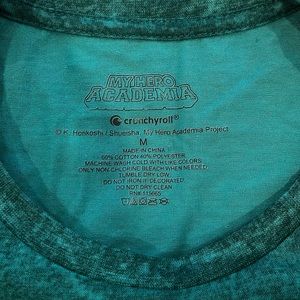 MY HERO
ACADEMIA
crunchyroll®
© K. Horikoshi / Shueisha, My Hero Academia Project
M
MADE IN CHINA
60% COTTON 40% POLYESTER
MACHINE WASH COLD WITH LIKE COLORS
ONLY NON-CHLORINE BLEACH WHEN NEEDED
TUMBLE DRY LOW
DO NOT IRON IF DECORATED
DO NOT DRY CLEAN
RN# 115665